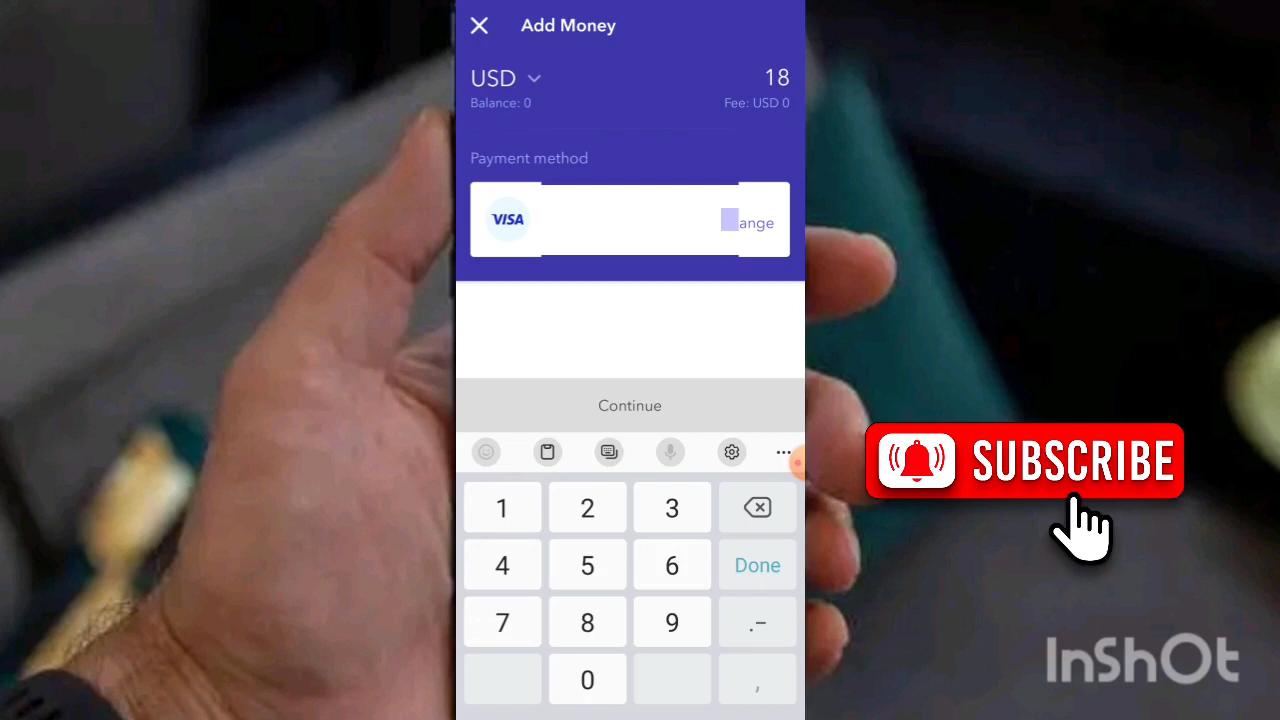 Add Money
USD 18
Balance: 0 Fee: USD 0
Payment method
VISA ange
Continue
1 2 3
4 5 6 Done
7 8 9 .-
0 ,
SUBSCRIBE
InShOt